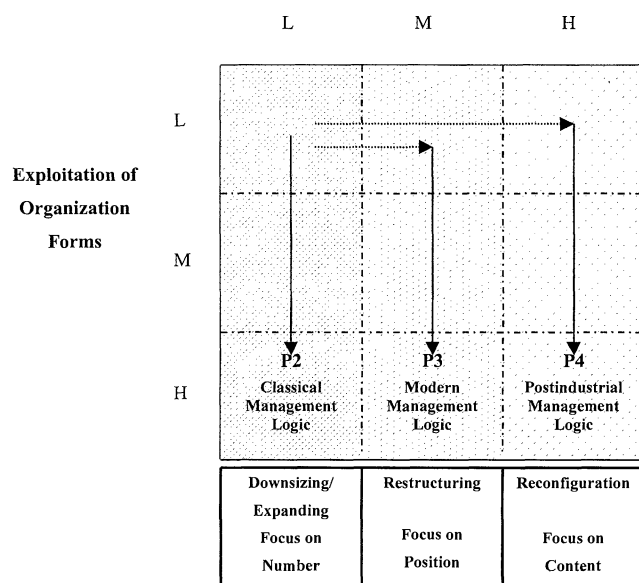 L M H
L
Exploitation of
Organization
Forms
M
P2 P3 P4
Classical Modern Postindustrial
H
Management Management Management
Logic Logic Logic
Downsizing/ Restructuring Reconfiguration
Expanding
Focus on Focus on Focus on
Number Position Content